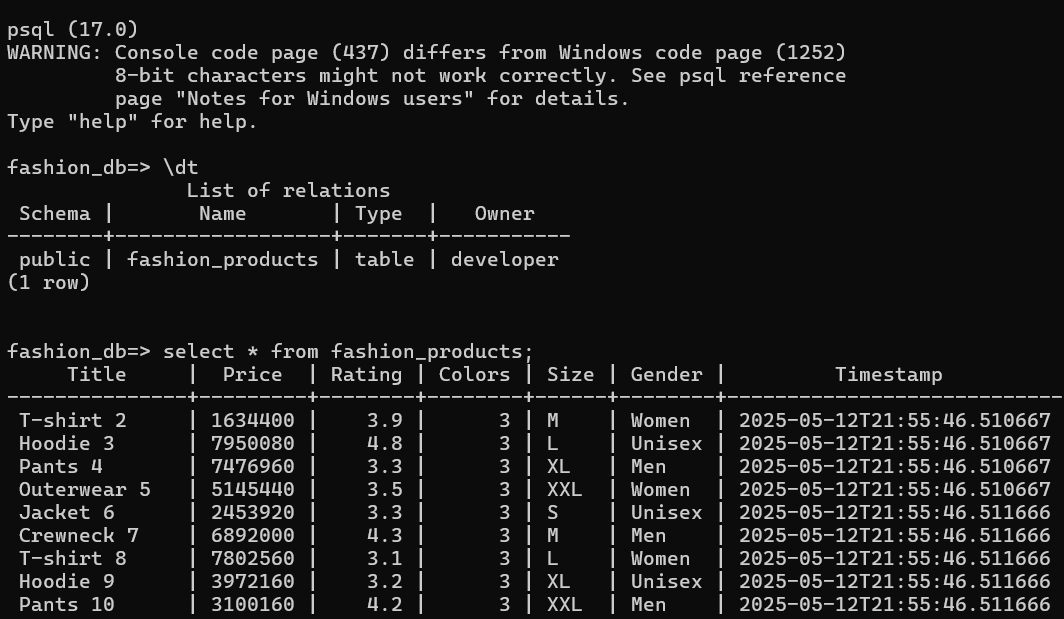 psql (17.0)
WARNING: Console code page (437) differs from Windows code page (1252)
         8-bit characters might not work correctly. See psql reference
         page "Notes for Windows users" for details.
Type "help" for help.

fashion_db=> \dt
               List of relations
 Schema |       Name       | Type  |   Owner
--------+------------------+-------+-----------
 public | fashion_products | table | developer
(1 row)


fashion_db=> select * from fashion_products;
     Title     |  Price  | Rating | Colors | Size | Gender |         Timestamp
---------------+---------+--------+--------+------+--------+----------------------------
 T-shirt 2     | 1634400 |    3.9 |      3 | M    | Women  | 2025-05-12T21:55:46.510667
 Hoodie 3      | 7950080 |    4.8 |      3 | L    | Unisex | 2025-05-12T21:55:46.510667
 Pants 4       | 7476960 |    3.3 |      3 | XL   | Men    | 2025-05-12T21:55:46.510667
 Outerwear 5   | 5145440 |    3.5 |      3 | XXL  | Women  | 2025-05-12T21:55:46.510667
 Jacket 6      | 2453920 |    3.3 |      3 | S    | Unisex | 2025-05-12T21:55:46.511666
 Crewneck 7    | 6892000 |    4.3 |      3 | M    | Men    | 2025-05-12T21:55:46.511666
 T-shirt 8     | 7802560 |    3.1 |      3 | L    | Women  | 2025-05-12T21:55:46.511666
 Hoodie 9      | 3972160 |    3.2 |      3 | XL   | Unisex | 2025-05-12T21:55:46.511666
 Pants 10      | 3100160 |    4.2 |      3 | XXL  | Men    | 2025-05-12T21:55:46.511666